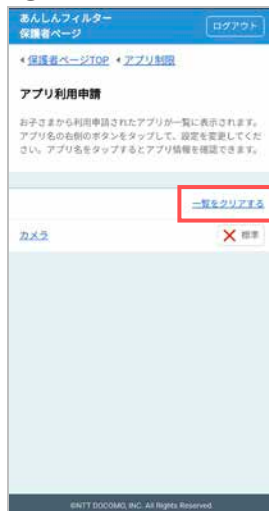 あんしんフィルター
保護者ページ
ログアウト
保護者ページTOP
アプリ制限
アプリ利用申請
お子さまから利用申請されたアプリが一覧に表示されます。
アプリ名の右側のボタンをタップして、設定を変更してくだ
さい。アプリ名をタップするとアプリ情報を確認できます。
一覧をクリアする
カメラ
標準
©NTT DOCOMO, INC. All Rights Reserved.